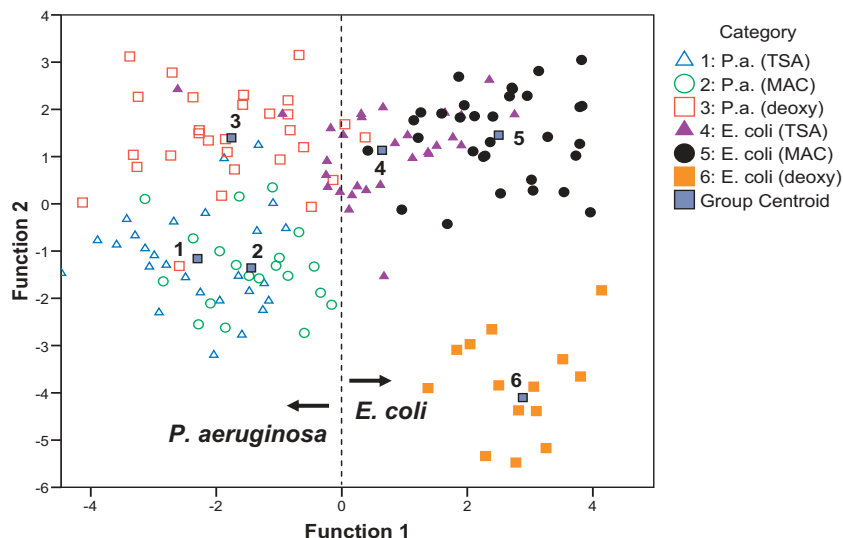 4
3
2
1
0
-1
-2
-3
-4
-5
-6
Function 2
-4
-2
0
2
4
Function 1
3
4
5
1
2
6
E. coli
P. aeruginosa
Category
1: P.a. (TSA)
2: P.a. (MAC)
3: P.a. (deoxy)
4: E. coli (TSA)
5: E. coli (MAC)
6: E. coli (deoxy)
Group Centroid